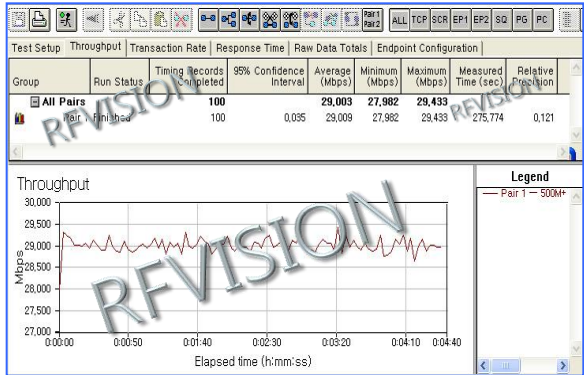 Pair 1
Pair 2
ALL TCP SCR EP1 EP2 SQ PG PC
Test Setup Throughput Transaction Rate Response Time Raw Data Totals Endpoint Configuration
Group Run Status Timing Records Completed 95% Confidence Interval Average (Mbps) Minimum (Mbps) Maximum (Mbps) Measured Time (sec) Relative Precision
All Pairs 100 29,003 27,982 29,433
Pair 1 Finished 100 0,035 29,009 27,982 29,433 275,774 0,121
RFVISION
RFVISION
Throughput
Legend
Pair 1 — 500M+
30,000
29,500
29,000
28,500
28,000
27,500
27,000
Mbps
0:00:00 0:00:50 0:01:40 0:02:30 0:03:20 0:04:10 0:04:40
Elapsed time (h:mm:ss)
RFVISION